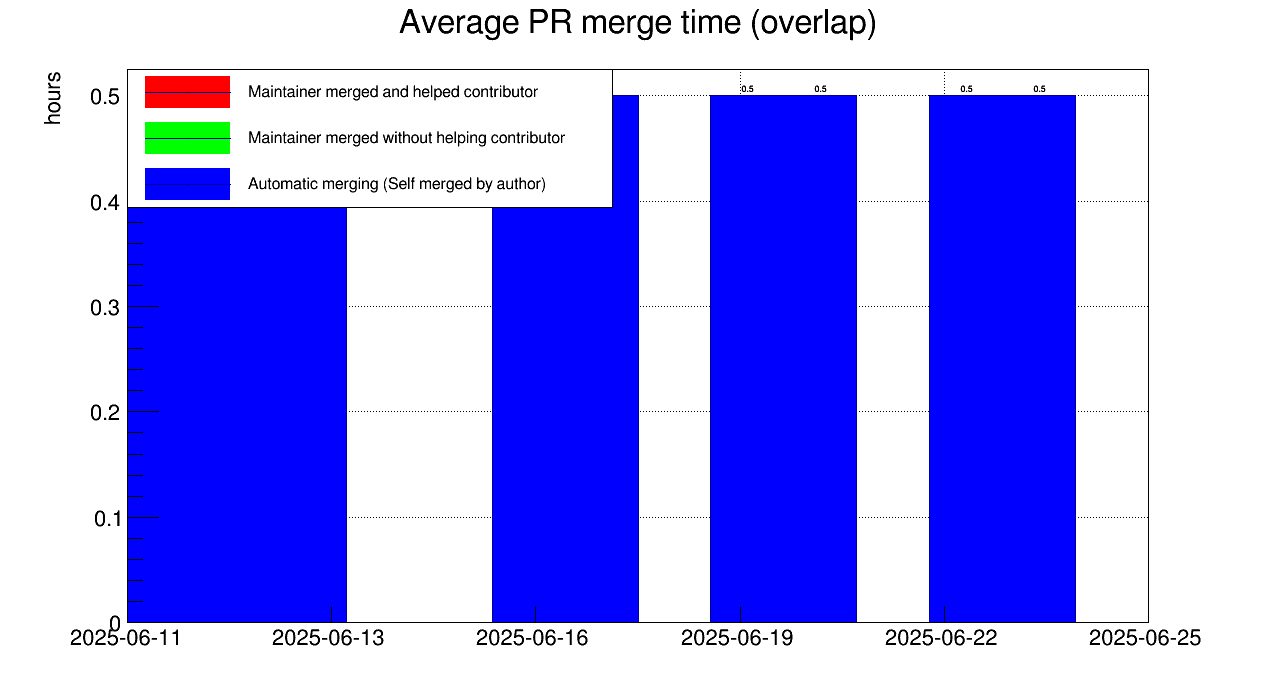 Average PR merge time (overlap)
hours
Maintainer merged and helped contributor
Maintainer merged without helping contributor
Automatic merging (Self merged by author)
0.5 0.5 0.5 0.5
0.5
0.4
0.3
0.2
0.1
0
2025-06-11 2025-06-13 2025-06-16 2025-06-19 2025-06-22 2025-06-25